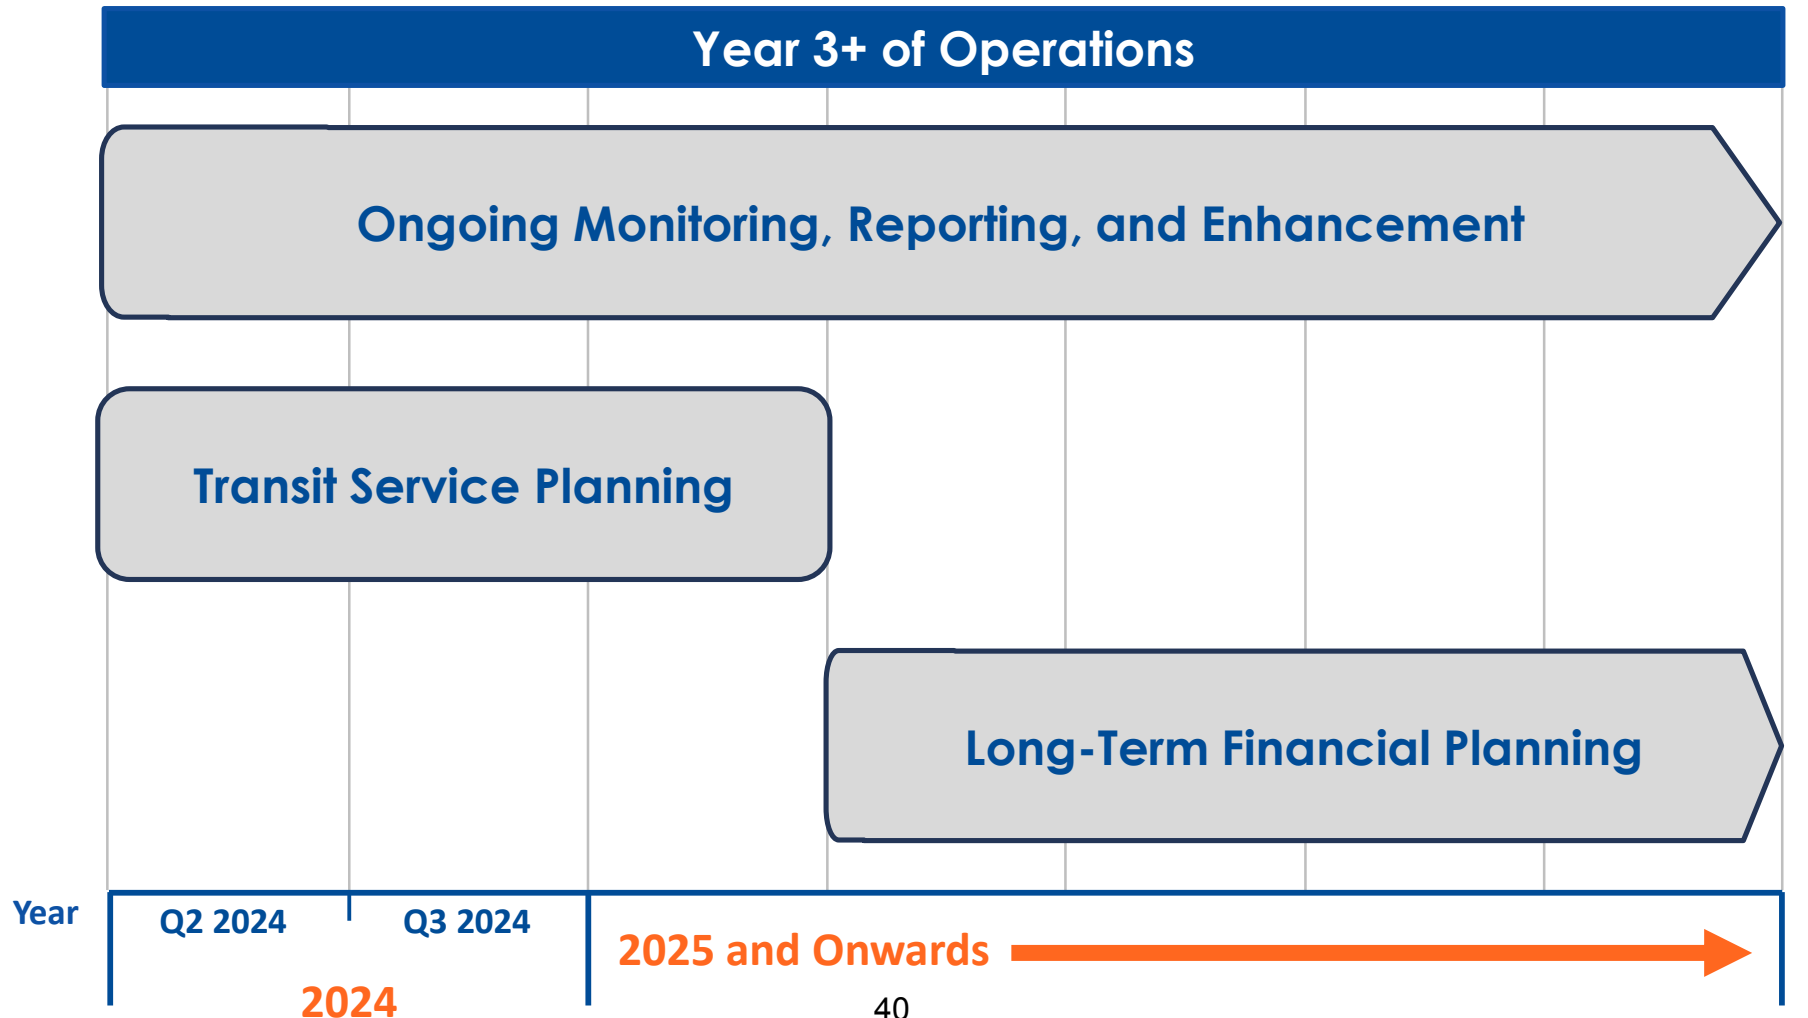 Year 3+ of Operations
Ongoing Monitoring, Reporting, and Enhancement
Transit Service Planning
Long-Term Financial Planning
Year
Q2 2024
Q3 2024
2025 and Onwards
2024
40